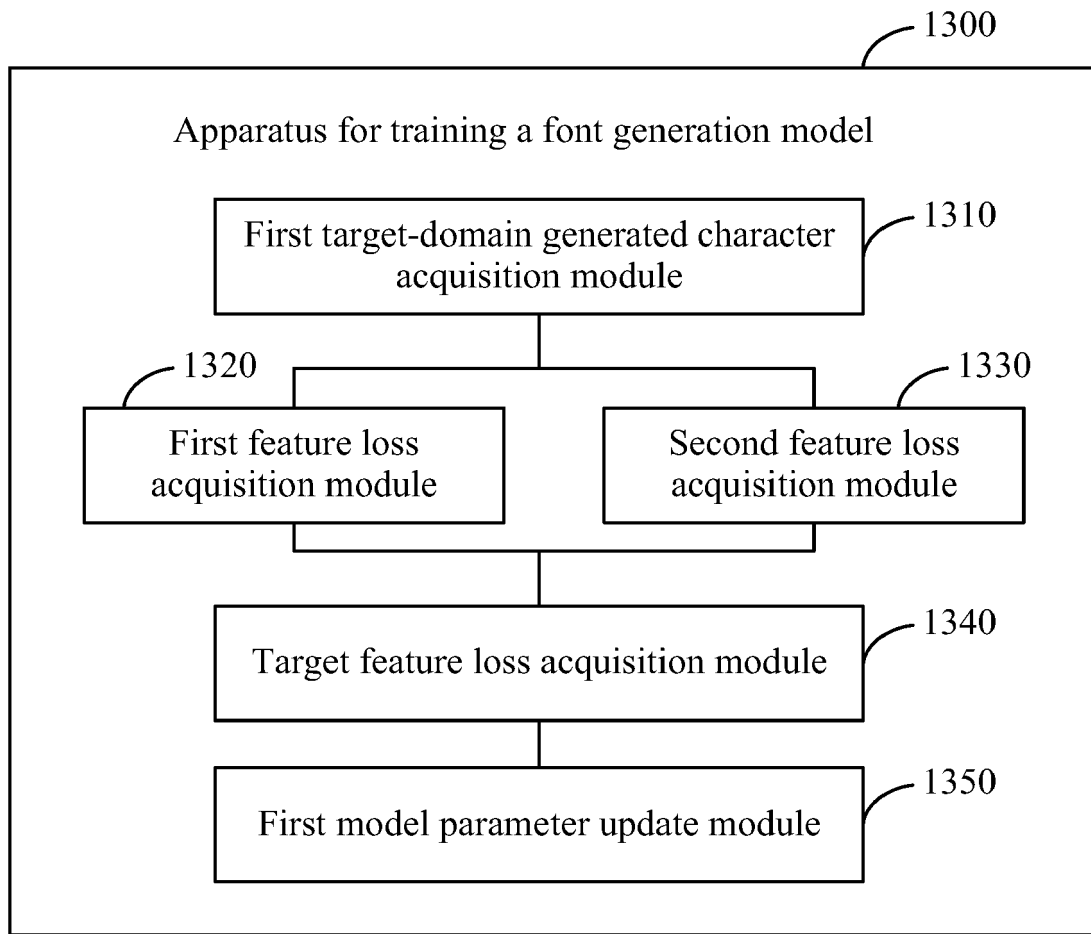 1300
Apparatus for training a font generation model
First target-domain generated character
acquisition module
1310
1320
1330
First feature loss
acquisition module
Second feature loss
acquisition module
1340
Target feature loss acquisition module
1350
First model parameter update module